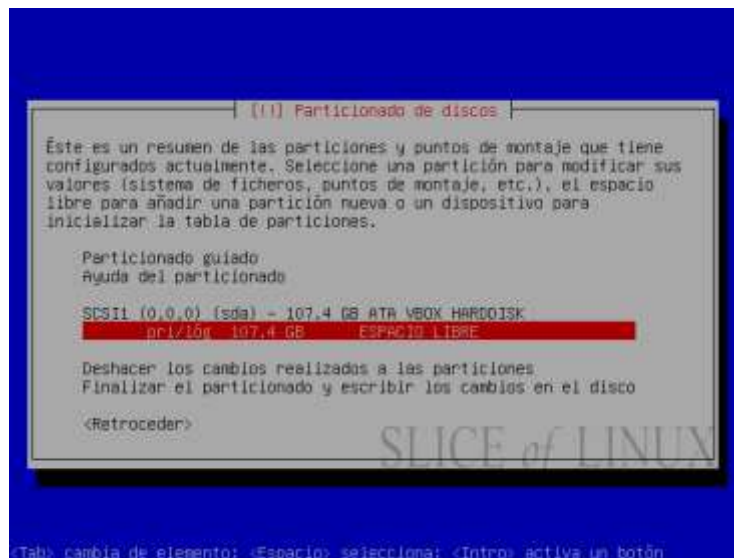 [!!] Particionado de discos
Éste es un resumen de las particiones y puntos de montaje que tiene
configurados actualmente. Seleccione una partición para modificar sus
valores (sistema de ficheros, puntos de montaje, etc.), el espacio
libre para añadir una partición nueva o un dispositivo para
inicializar la tabla de particiones.
Particionado guiado
Ayuda del particionado
SCSI1 (0,0,0) (sda) - 107.4 GB ATA VBOX HARDDISK
pri/lóg 107.4 GB ESPACIO LIBRE
Deshacer los cambios realizados a las particiones
Finalizar el particionado y escribir los cambios en el disco
<Retroceder>
SLICE of LINUX
<Tab> cambia de elemento; <Espacio> selecciona; <Intro> activa un botón